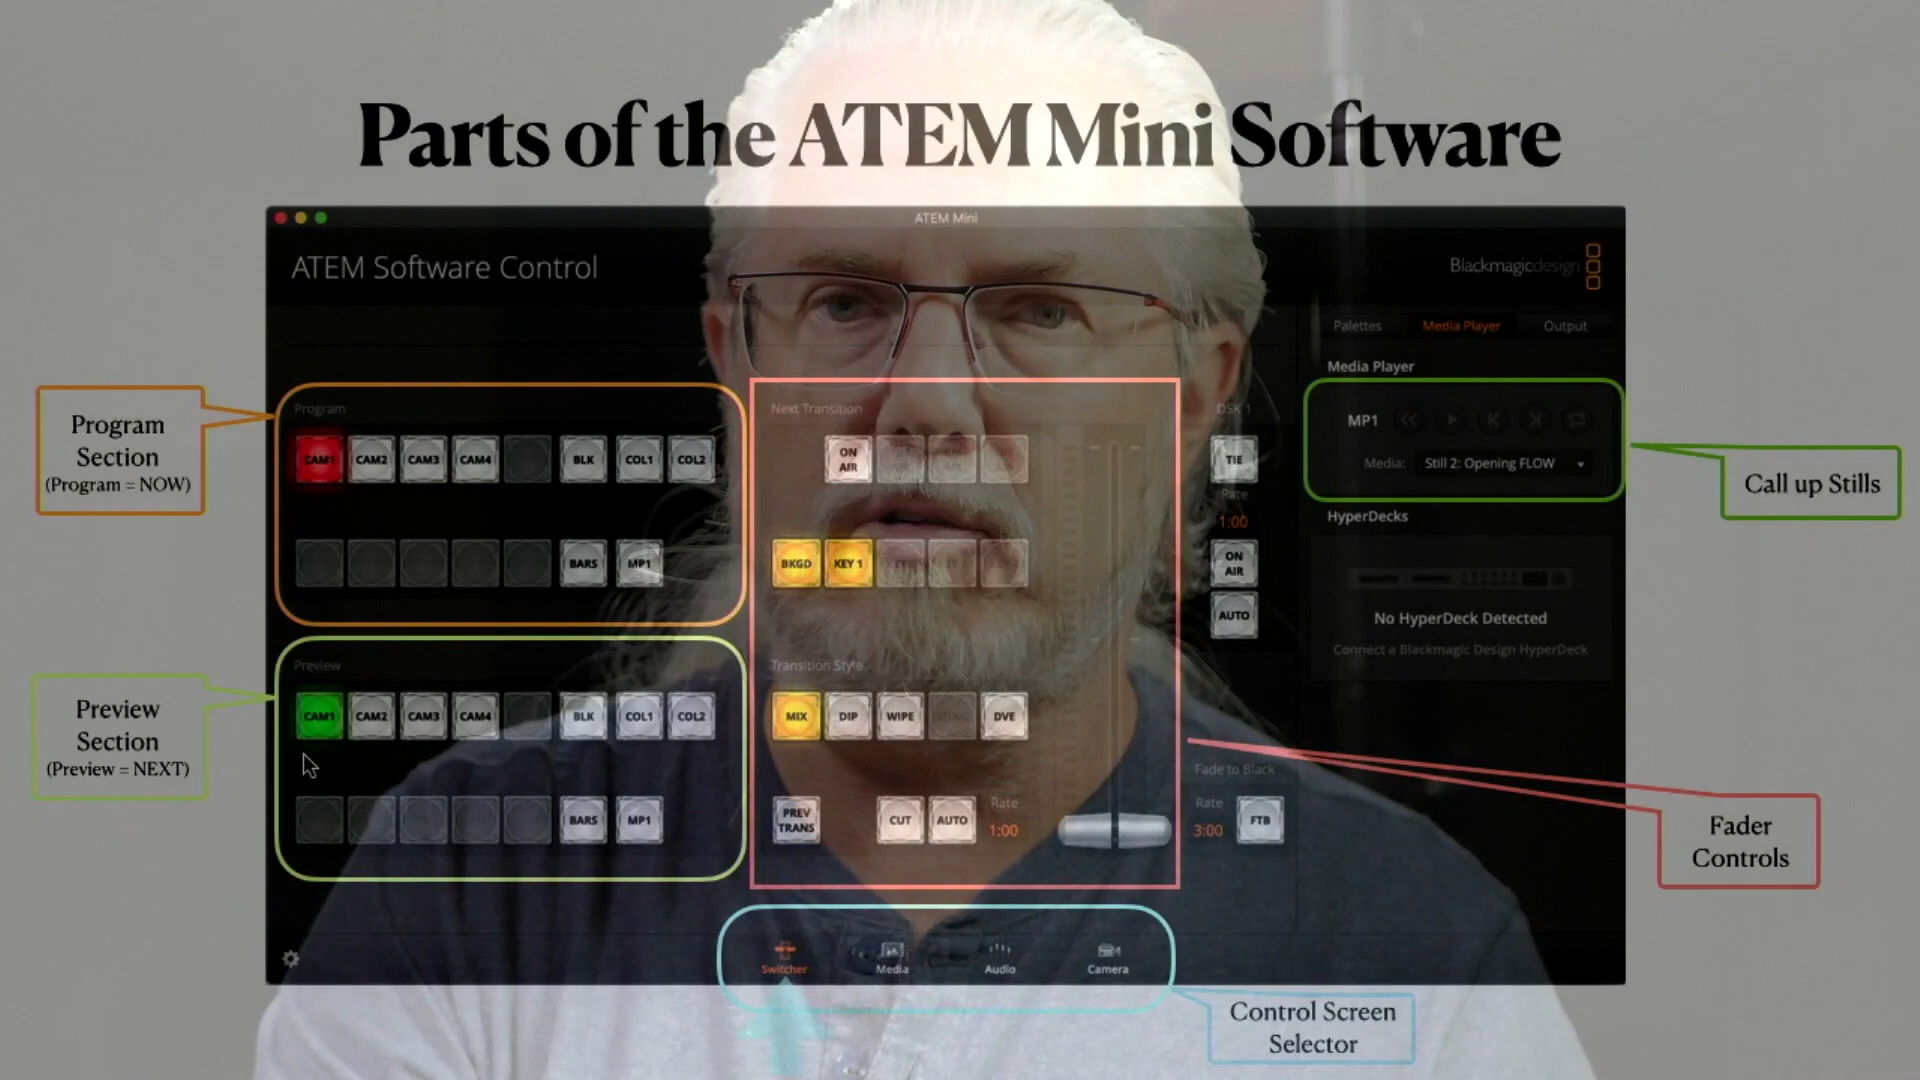 Parts of the ATEM Mini Software
ATEM Mini
ATEM Software Control
Blackmagicdesign
Palettes Media Player Output
Media Player
MP1
Media: Still 2: Opening FLOW
HyperDecks
No HyperDeck Detected
Connect a Blackmagic Design HyperDeck
Program
Section
(Program = NOW)
Program
CAM1 CAM2 CAM3 CAM4 BLK COL1 COL2
BARS MP1
Preview
Section
(Preview = NEXT)
Preview
CAM1 CAM2 CAM3 CAM4 BLK COL1 COL2
BARS MP1
Next Transition
ON
AIR
BKGD KEY 1
Transition Style
MIX DIP WIPE STING DVE
PREV
TRANS
CUT AUTO
Rate
1:00
DSK 1
TIE
Rate
1:00
ON
AIR
AUTO
Fade to Black
Rate
3:00
FTB
Call up Stills
Fader
Controls
Switcher Media Audio Camera
Control Screen
Selector